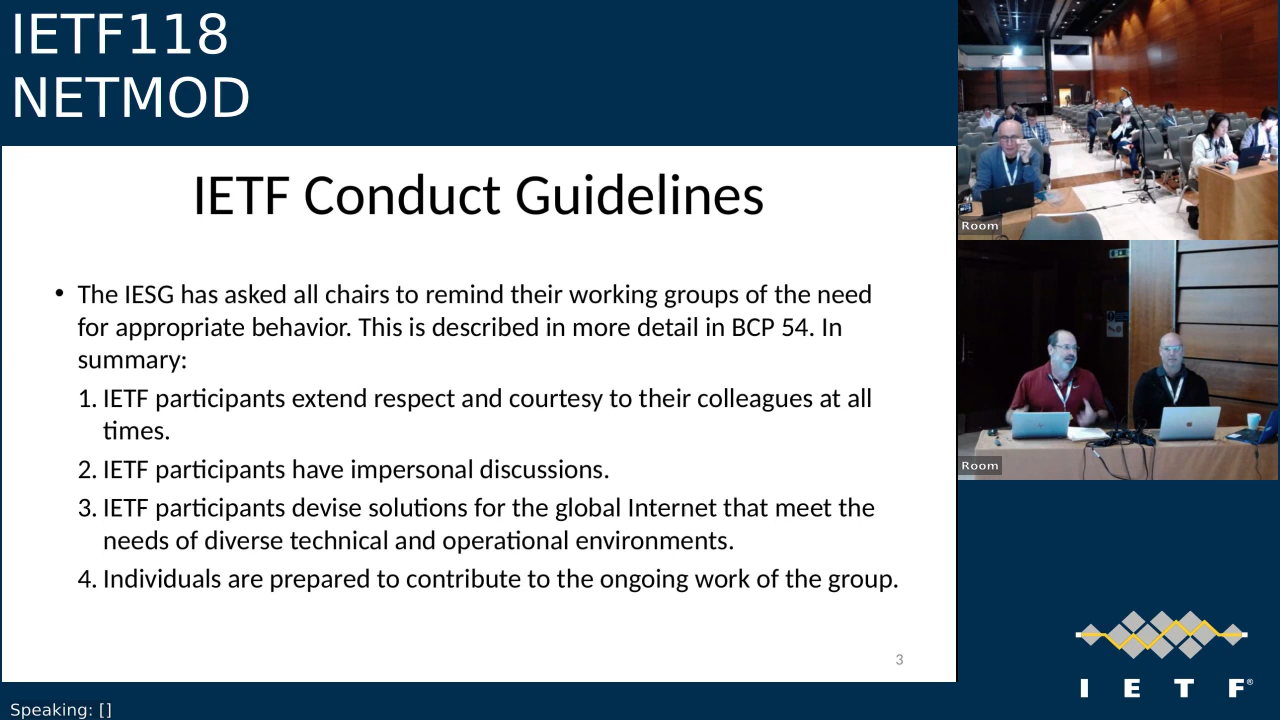 IETF118
NETMOD
IETF Conduct Guidelines
• The IESG has asked all chairs to remind their working groups of the need
for appropriate behavior. This is described in more detail in BCP 54. In
summary:
1. IETF participants extend respect and courtesy to their colleagues at all
times.
2. IETF participants have impersonal discussions.
3. IETF participants devise solutions for the global Internet that meet the
needs of diverse technical and operational environments.
4. Individuals are prepared to contribute to the ongoing work of the group.
3
Room
Room
I E T F®
Speaking: []